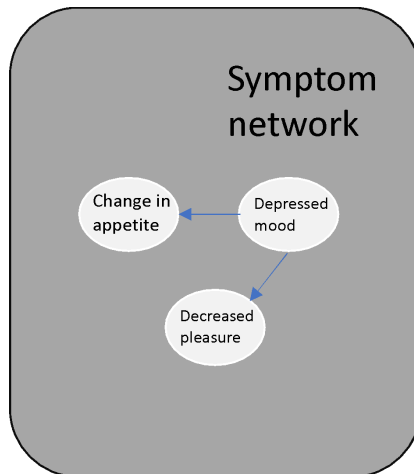 Symptom
network
Change in
appetite
Depressed
mood
Decreased
pleasure